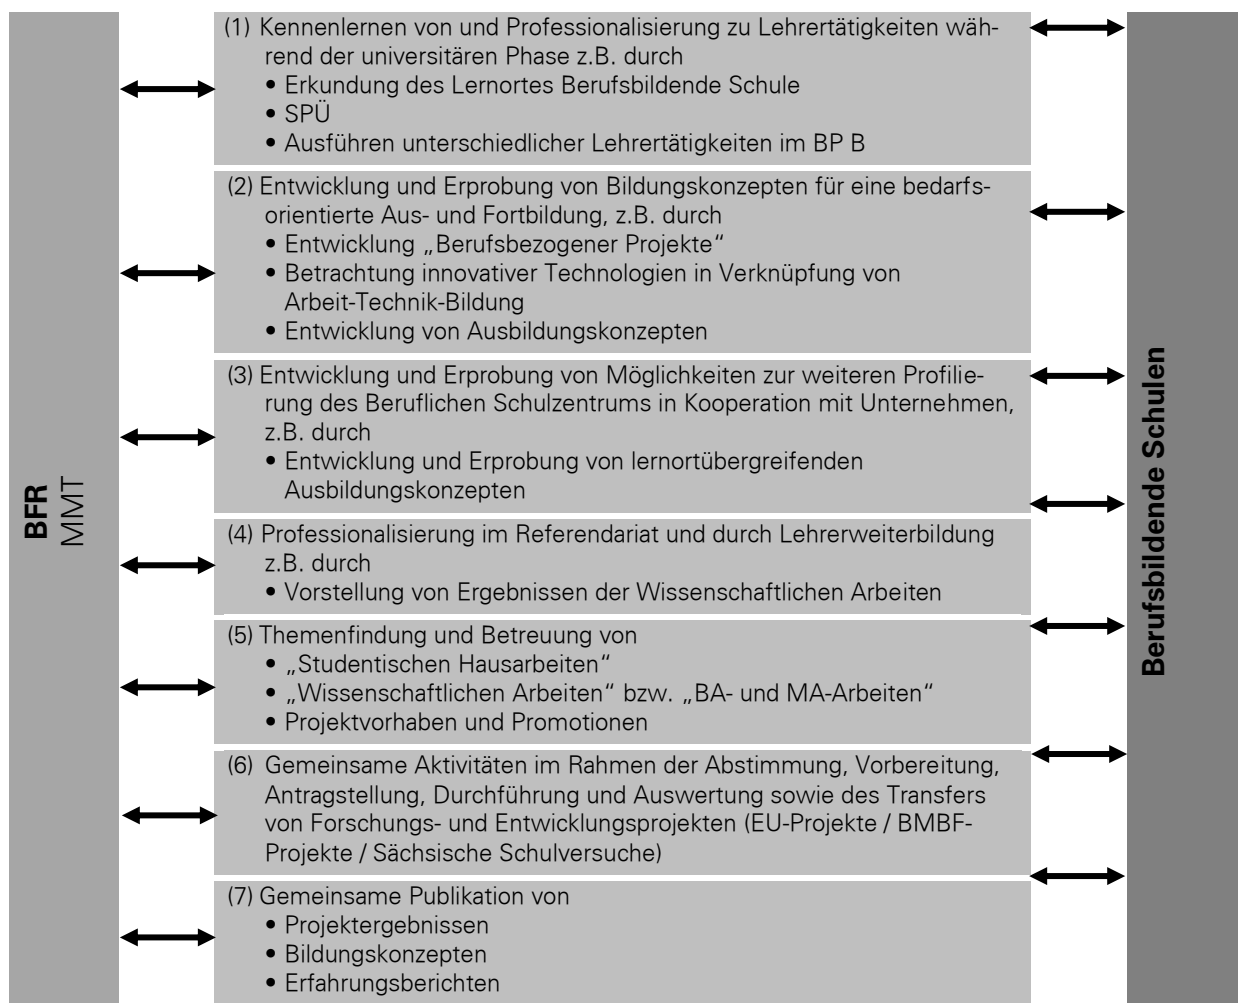 BFR
MMT
(1) Kennenlernen von und Professionalisierung zu Lehrertätigkeiten wäh-
rend der universitären Phase z.B. durch
• Erkundung des Lernortes Berufsbildende Schule
• SPÜ
• Ausführen unterschiedlicher Lehrertätigkeiten im BP B
(2) Entwicklung und Erprobung von Bildungskonzepten für eine bedarfs-
orientierte Aus- und Fortbildung, z.B. durch
• Entwicklung „Berufsbezogener Projekte“
• Betrachtung innovativer Technologien in Verknüpfung von
Arbeit-Technik-Bildung
• Entwicklung von Ausbildungskonzepten
(3) Entwicklung und Erprobung von Möglichkeiten zur weiteren Profilie-
rung des Beruflichen Schulzentrums in Kooperation mit Unternehmen,
z.B. durch
• Entwicklung und Erprobung von lernortübergreifenden
Ausbildungskonzepten
(4) Professionalisierung im Referendariat und durch Lehrerweiterbildung
z.B. durch
• Vorstellung von Ergebnissen der Wissenschaftlichen Arbeiten
(5) Themenfindung und Betreuung von
• „Studentischen Hausarbeiten“
• „Wissenschaftlichen Arbeiten“ bzw. „BA- und MA-Arbeiten“
• Projektvorhaben und Promotionen
(6) Gemeinsame Aktivitäten im Rahmen der Abstimmung, Vorbereitung,
Antragstellung, Durchführung und Auswertung sowie des Transfers
von Forschungs- und Entwicklungsprojekten (EU-Projekte / BMBF-
Projekte / Sächsische Schulversuche)
(7) Gemeinsame Publikation von
• Projektergebnissen
• Bildungskonzepten
• Erfahrungsberichten
Berufsbildende Schulen